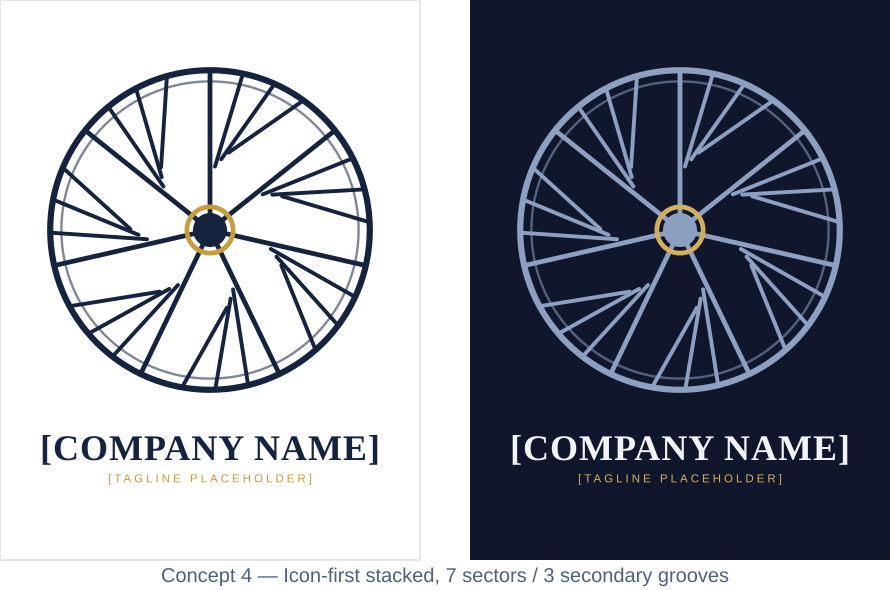 [COMPANY NAME]
[TAGLINE PLACEHOLDER]
[COMPANY NAME]
[TAGLINE PLACEHOLDER]
Concept 4 — Icon-first stacked, 7 sectors / 3 secondary grooves